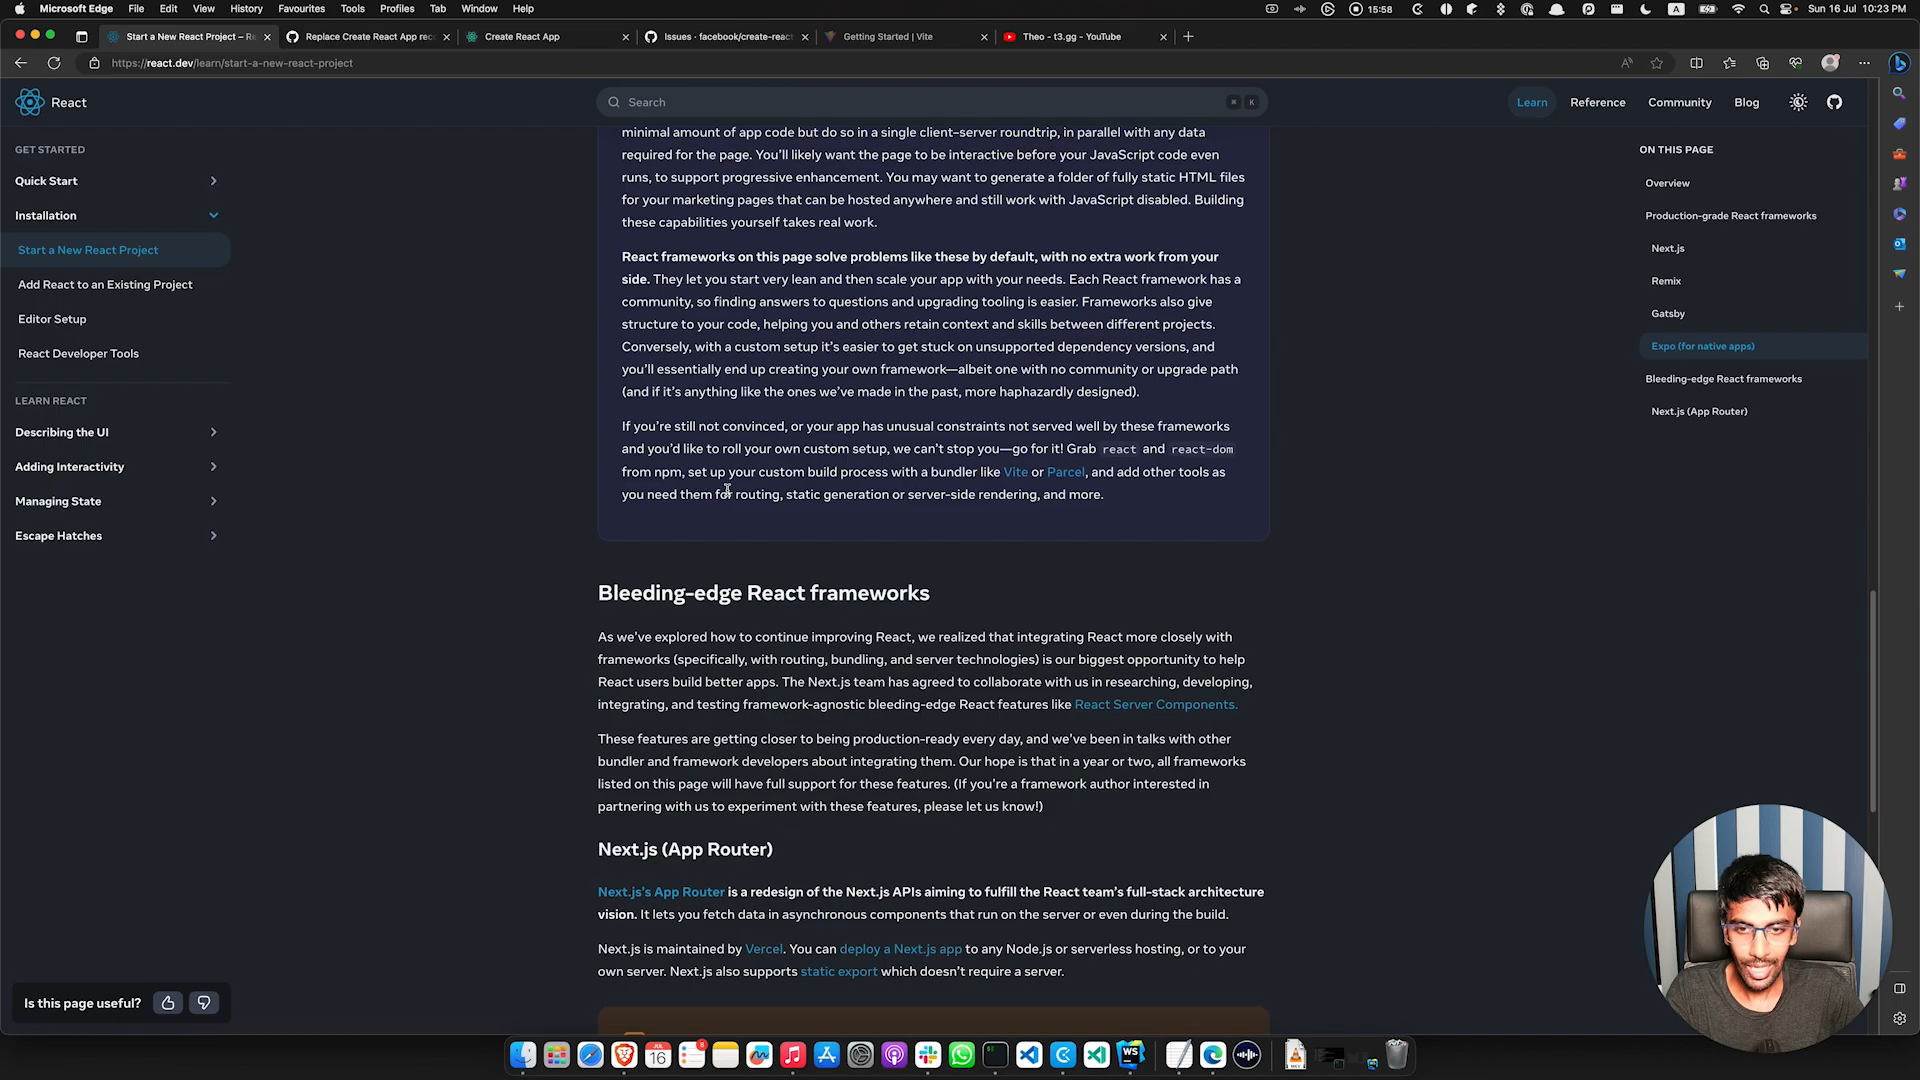 Microsoft Edge File Edit View History Favourites Tools Profiles Tab Window Help
15:58 A Sun 16 Jul 10:23 PM
Start a New React Project – Re
Replace Create React App rec
Create React App
Issues · facebook/create-react
Getting Started | Vite
Theo - t3.gg - YouTube
https://react.dev/learn/start-a-new-react-project
React
Search
⌘ K
Learn Reference Community Blog
GET STARTED
Quick Start
Installation
Start a New React Project
Add React to an Existing Project
Editor Setup
React Developer Tools
LEARN REACT
Describing the UI
Adding Interactivity
Managing State
Escape Hatches
Is this page useful?
minimal amount of app code but do so in a single client–server roundtrip, in parallel with any data
required for the page. You’ll likely want the page to be interactive before your JavaScript code even
runs, to support progressive enhancement. You may want to generate a folder of fully static HTML files
for your marketing pages that can be hosted anywhere and still work with JavaScript disabled. Building
these capabilities yourself takes real work.
React frameworks on this page solve problems like these by default, with no extra work from your
side. They let you start very lean and then scale your app with your needs. Each React framework has a
community, so finding answers to questions and upgrading tooling is easier. Frameworks also give
structure to your code, helping you and others retain context and skills between different projects.
Conversely, with a custom setup it’s easier to get stuck on unsupported dependency versions, and
you’ll essentially end up creating your own framework—albeit one with no community or upgrade path
(and if it’s anything like the ones we’ve made in the past, more haphazardly designed).
If you’re still not convinced, or your app has unusual constraints not served well by these frameworks
and you’d like to roll your own custom setup, we can’t stop you—go for it! Grab react and react-dom
from npm, set up your custom build process with a bundler like Vite or Parcel, and add other tools as
you need them for routing, static generation or server-side rendering, and more.
Bleeding-edge React frameworks
As we’ve explored how to continue improving React, we realized that integrating React more closely with
frameworks (specifically, with routing, bundling, and server technologies) is our biggest opportunity to help
React users build better apps. The Next.js team has agreed to collaborate with us in researching, developing,
integrating, and testing framework-agnostic bleeding-edge React features like React Server Components.
These features are getting closer to being production-ready every day, and we’ve been in talks with other
bundler and framework developers about integrating them. Our hope is that in a year or two, all frameworks
listed on this page will have full support for these features. (If you’re a framework author interested in
partnering with us to experiment with these features, please let us know!)
Next.js (App Router)
Next.js’s App Router is a redesign of the Next.js APIs aiming to fulfill the React team’s full-stack architecture
vision. It lets you fetch data in asynchronous components that run on the server or even during the build.
Next.js is maintained by Vercel. You can deploy a Next.js app to any Node.js or serverless hosting, or to your
own server. Next.js also supports static export which doesn’t require a server.
ON THIS PAGE
Overview
Production-grade React frameworks
Next.js
Remix
Gatsby
Expo (for native apps)
Bleeding-edge React frameworks
Next.js (App Router)
JUL
16
WS